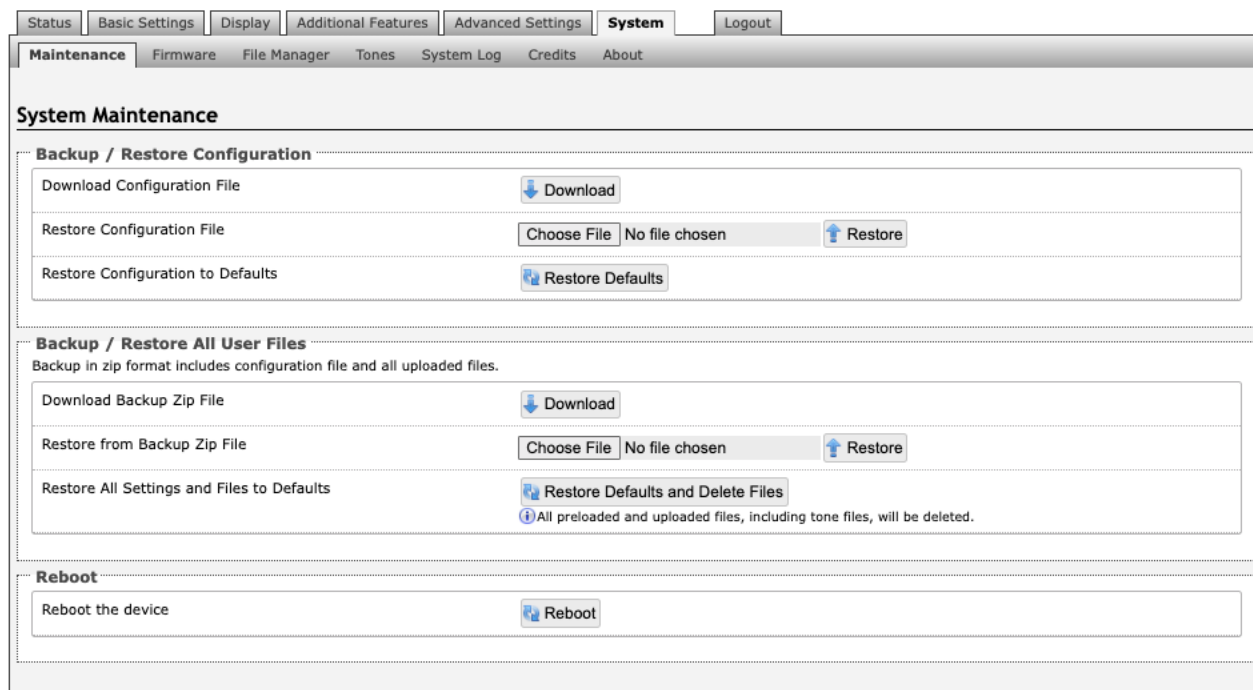 Status Basic Settings Display Additional Features Advanced Settings System Logout
Maintenance Firmware File Manager Tones System Log Credits About
System Maintenance
Backup / Restore Configuration
Download Configuration File Download
Restore Configuration File Choose File No file chosen Restore
Restore Configuration to Defaults Restore Defaults
Backup / Restore All User Files
Backup in zip format includes configuration file and all uploaded files.
Download Backup Zip File Download
Restore from Backup Zip File Choose File No file chosen Restore
Restore All Settings and Files to Defaults Restore Defaults and Delete Files
All preloaded and uploaded files, including tone files, will be deleted.
Reboot
Reboot the device Reboot